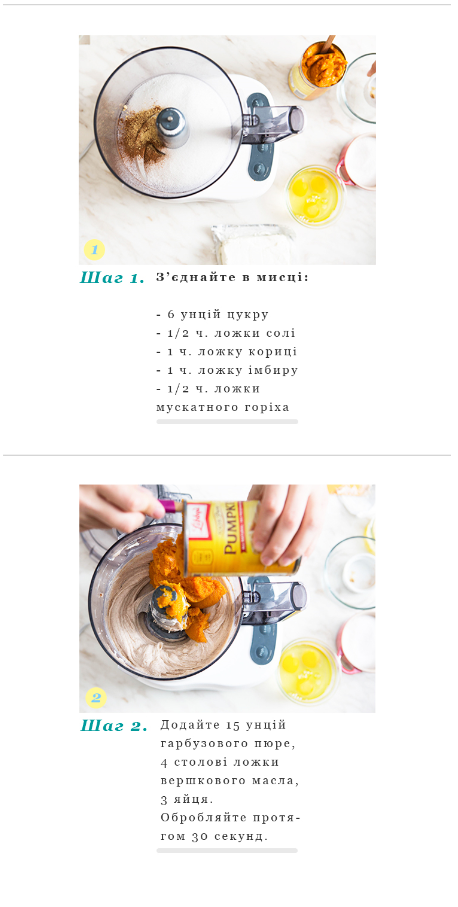 1
Шаг 1.
З’єднайте в мисці:
- 6 унцій цукру
- 1/2 ч. ложки солі
- 1 ч. ложку кориці
- 1 ч. ложку імбиру
- 1/2 ч. ложки
мускатного горіха
Libby's
PUMPK
2
Шаг 2.
Додайте 15 унцій
гарбузового пюре,
4 столові ложки
вершкового масла,
3 яйця.
Обробляйте протя-
гом 30 секунд.